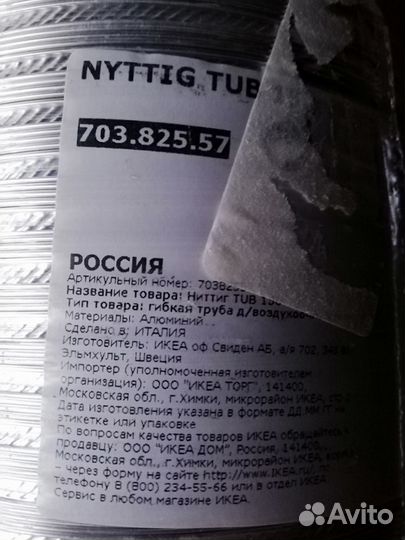 NYTTIG TUB
703.825.57
РОССИЯ
Артикульный номер:
Название товара: Ниттиг TUB
Тип товара: гибкая труба
Материалы: Алюминий
Сделано в: ИТАЛИЯ
Изготовитель: ИКЕА оф Свиден АБ, а/я 702,
Эльмхульт, Швеция
Импортер (уполномоченная изготовителем
организация): ООО "ИКЕА ТОРГ", 141400,
Московская обл., г.Химки, микрорайон ИКЕА,
Дата изготовления указана в формате ДД ММ ГГ на
этикетке или упаковке
По вопросам качества товаров ИКЕА обращайтесь к
продавцу: ООО "ИКЕА ДОМ", Россия, 141400,
Московская обл., г.Химки, микрорайон ИКЕА,
– через форму на сайте http://www.IKEA.ru/
телефону 8 (800) 234-55-66 или в отдел ИКЕА
Сервис в любом магазине ИКЕА.
Avito